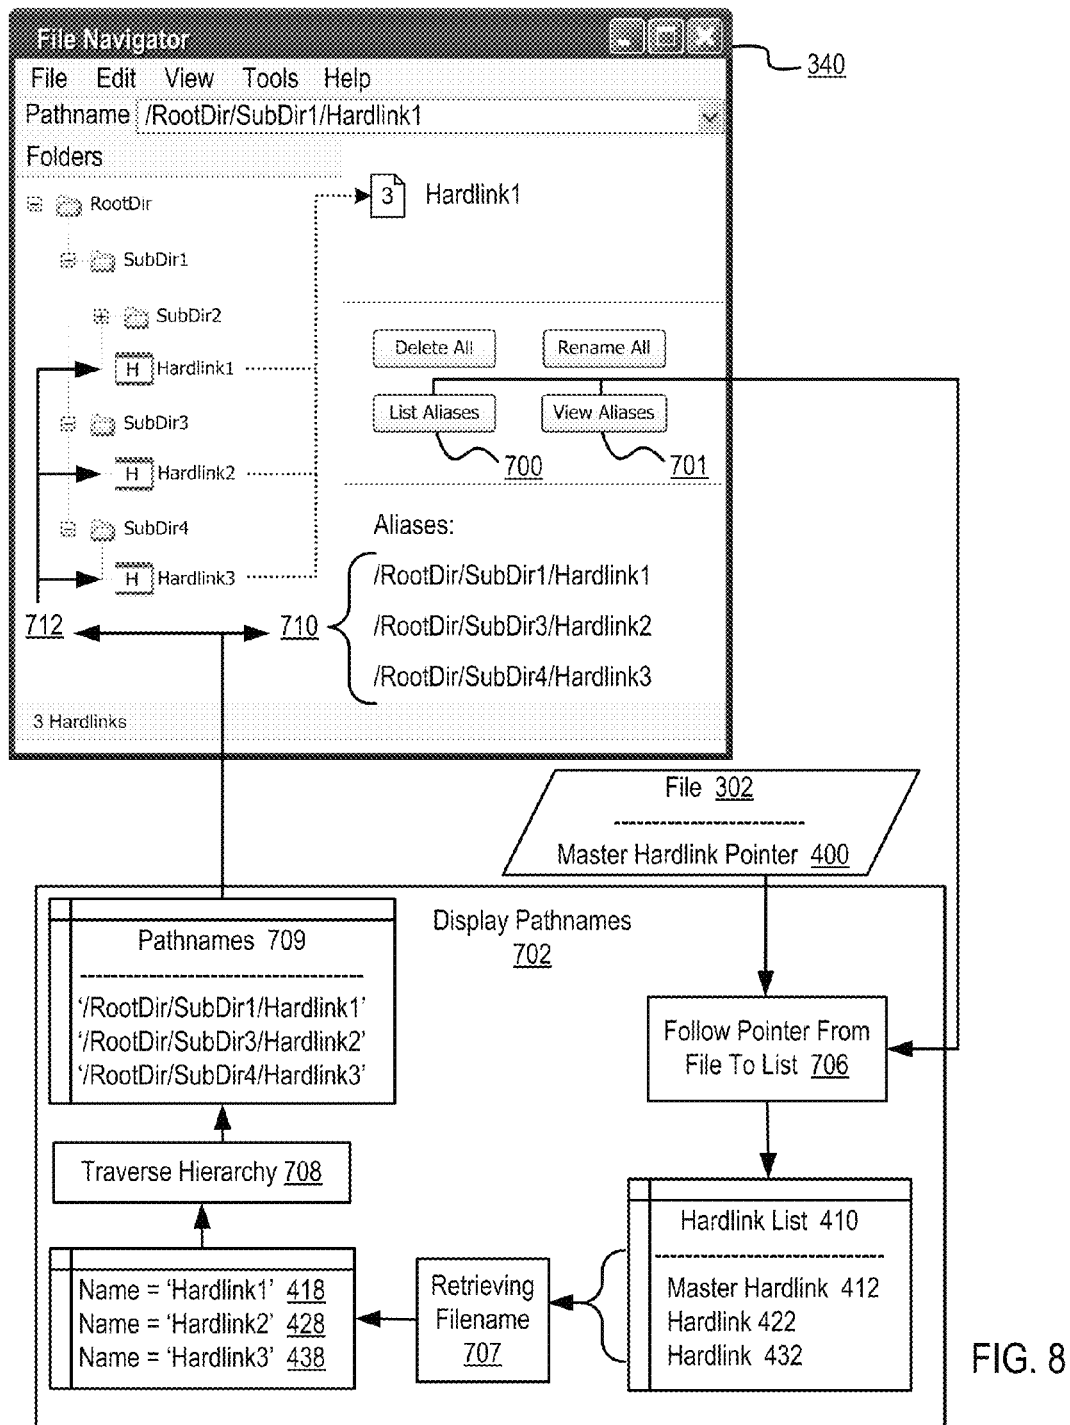 File Navigator
340
File Edit View Tools Help
Pathname /RootDir/SubDir1/Hardlink1
Folders
RootDir
3 Hardlink1
SubDir1
SubDir2
Delete All Rename All
H Hardlink1
List Aliases View Aliases
SubDir3
700 701
H Hardlink2
SubDir4
Aliases:
H Hardlink3
/RootDir/SubDir1/Hardlink1
712 710 /RootDir/SubDir3/Hardlink2
/RootDir/SubDir4/Hardlink3
3 Hardlinks
File 302
Master Hardlink Pointer 400
Display Pathnames
702
Pathnames 709
'/RootDir/SubDir1/Hardlink1'
'/RootDir/SubDir3/Hardlink2'
'/RootDir/SubDir4/Hardlink3'
Follow Pointer From
File To List 706
Traverse Hierarchy 708
Hardlink List 410
Master Hardlink 412
Hardlink 422
Hardlink 432
Retrieving
Filename
707
Name = 'Hardlink1' 418
Name = 'Hardlink2' 428
Name = 'Hardlink3' 438
FIG. 8